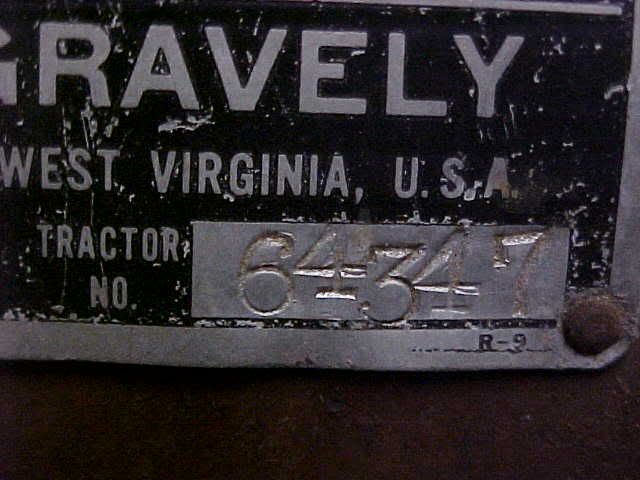 GRAVELY
WEST VIRGINIA, U.S.A.
TRACTOR NO. 64347
R-9